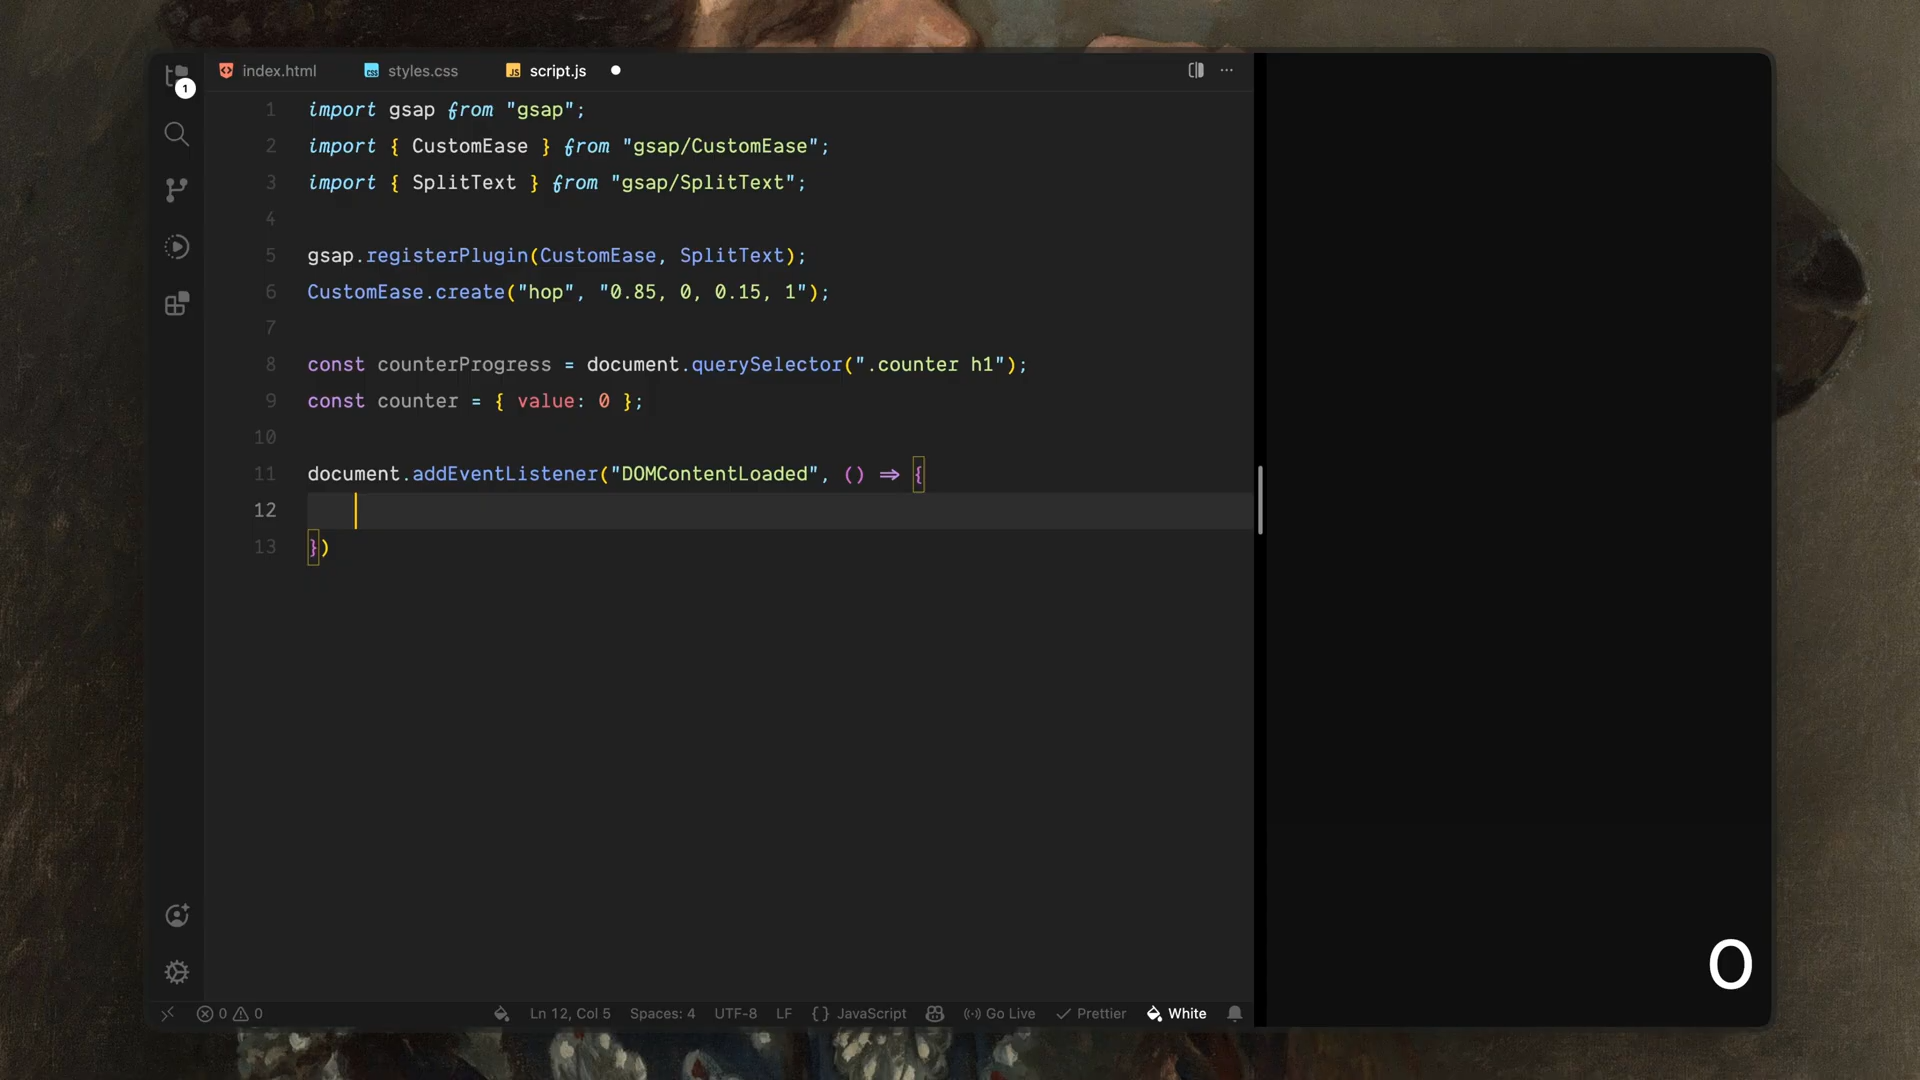 index.html
styles.css
script.js
1
1 import gsap from "gsap";
2 import { CustomEase } from "gsap/CustomEase";
3 import { SplitText } from "gsap/SplitText";
4
5 gsap.registerPlugin(CustomEase, SplitText);
6 CustomEase.create("hop", "0.85, 0, 0.15, 1");
7
8 const counterProgress = document.querySelector(".counter h1");
9 const counter = { value: 0 };
10
11 document.addEventListener("DOMContentLoaded", () => {
12
13 })
0
0 0 Ln 12, Col 5 Spaces: 4 UTF-8 LF {} JavaScript Go Live Prettier White